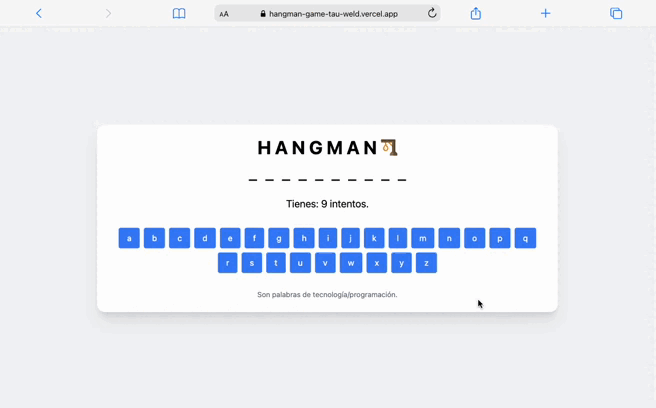 AA hangman-game-tau-weld.vercel.app
HANGMAN
_ _ _ _ _ _ _ _ _ _
Tienes: 9 intentos.
a b c d e f g h i j k l m n o p q
r s t u v w x y z
Son palabras de tecnología/programación.